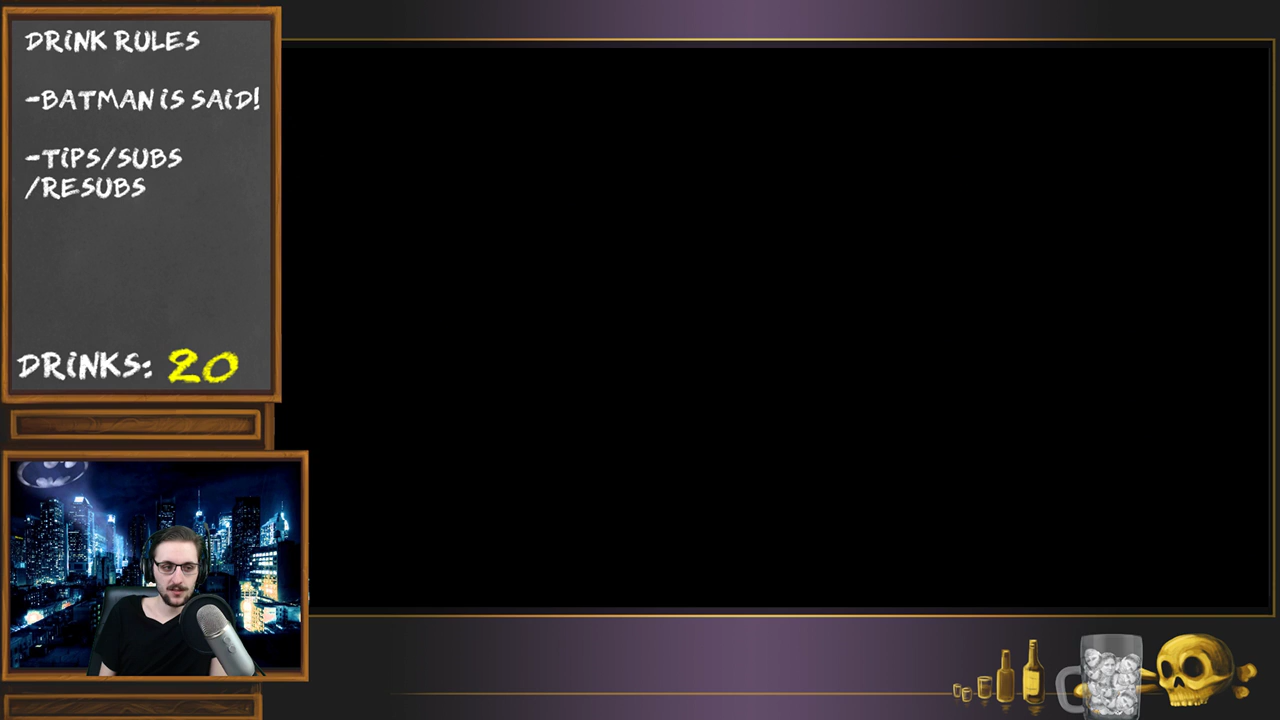 DRINK RULES
-BATMAN IS SAID!
-TIPS/SUBS
/RESUBS
DRINKS: 20